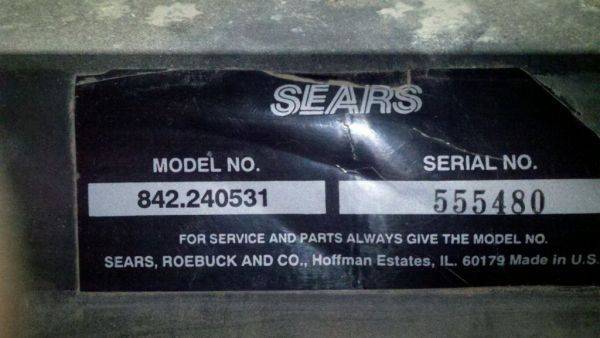 SEARS
MODEL NO. SERIAL NO.
842.240531 555480
FOR SERVICE AND PARTS ALWAYS GIVE THE MODEL NO.
SEARS, ROEBUCK AND CO., Hoffman Estates, IL. 60179 Made in U.S.